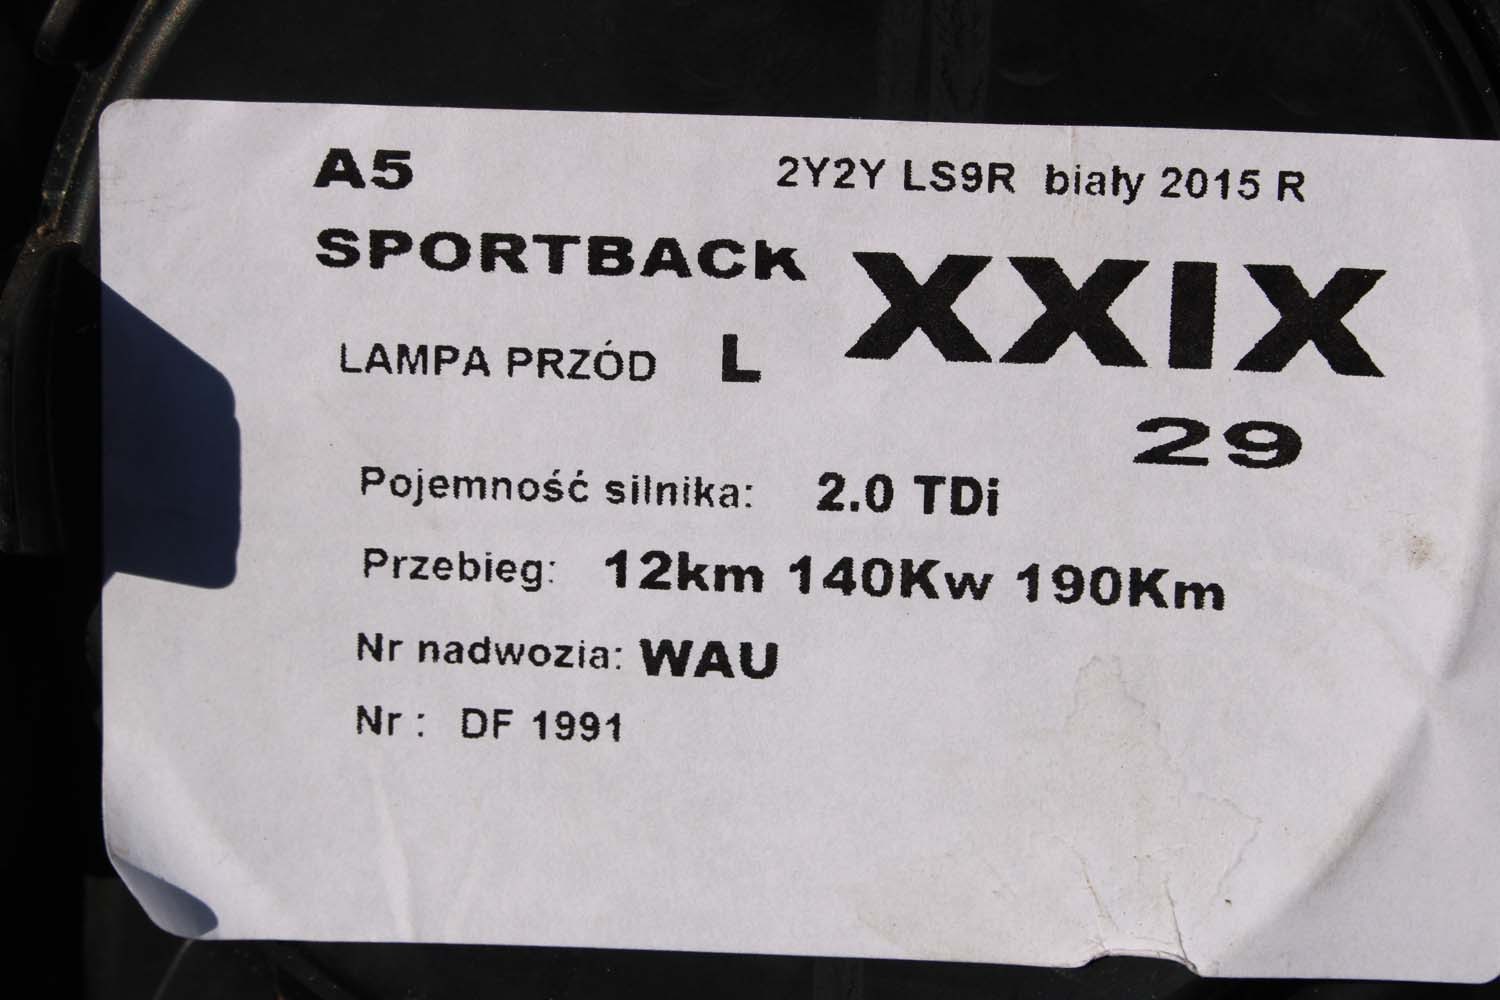 A5
2Y2Y LS9R biały 2015 R
SPORTBACK
XXIX
LAMPA PRZÓD L
29
Pojemność silnika: 2.0 TDi
Przebieg: 12km 140Kw 190Km
Nr nadwozia: WAU
Nr : DF 1991